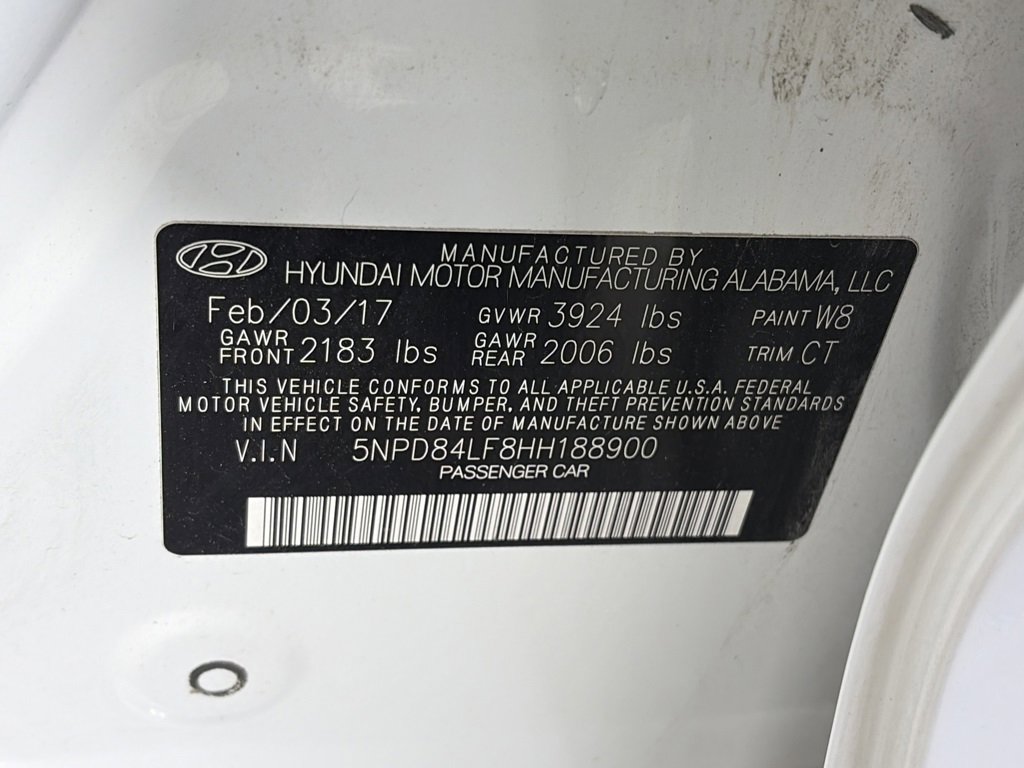 MANUFACTURED BY
HYUNDAI MOTOR MANUFACTURING ALABAMA, LLC
Feb/03/17 GVWR 3924 lbs PAINT W8
GAWR FRONT 2183 lbs GAWR REAR 2006 lbs TRIM CT
THIS VEHICLE CONFORMS TO ALL APPLICABLE U.S.A. FEDERAL
MOTOR VEHICLE SAFETY, BUMPER, AND THEFT PREVENTION STANDARDS
IN EFFECT ON THE DATE OF MANUFACTURE SHOWN ABOVE
V.I.N 5NPD84LF8HH188900
PASSENGER CAR